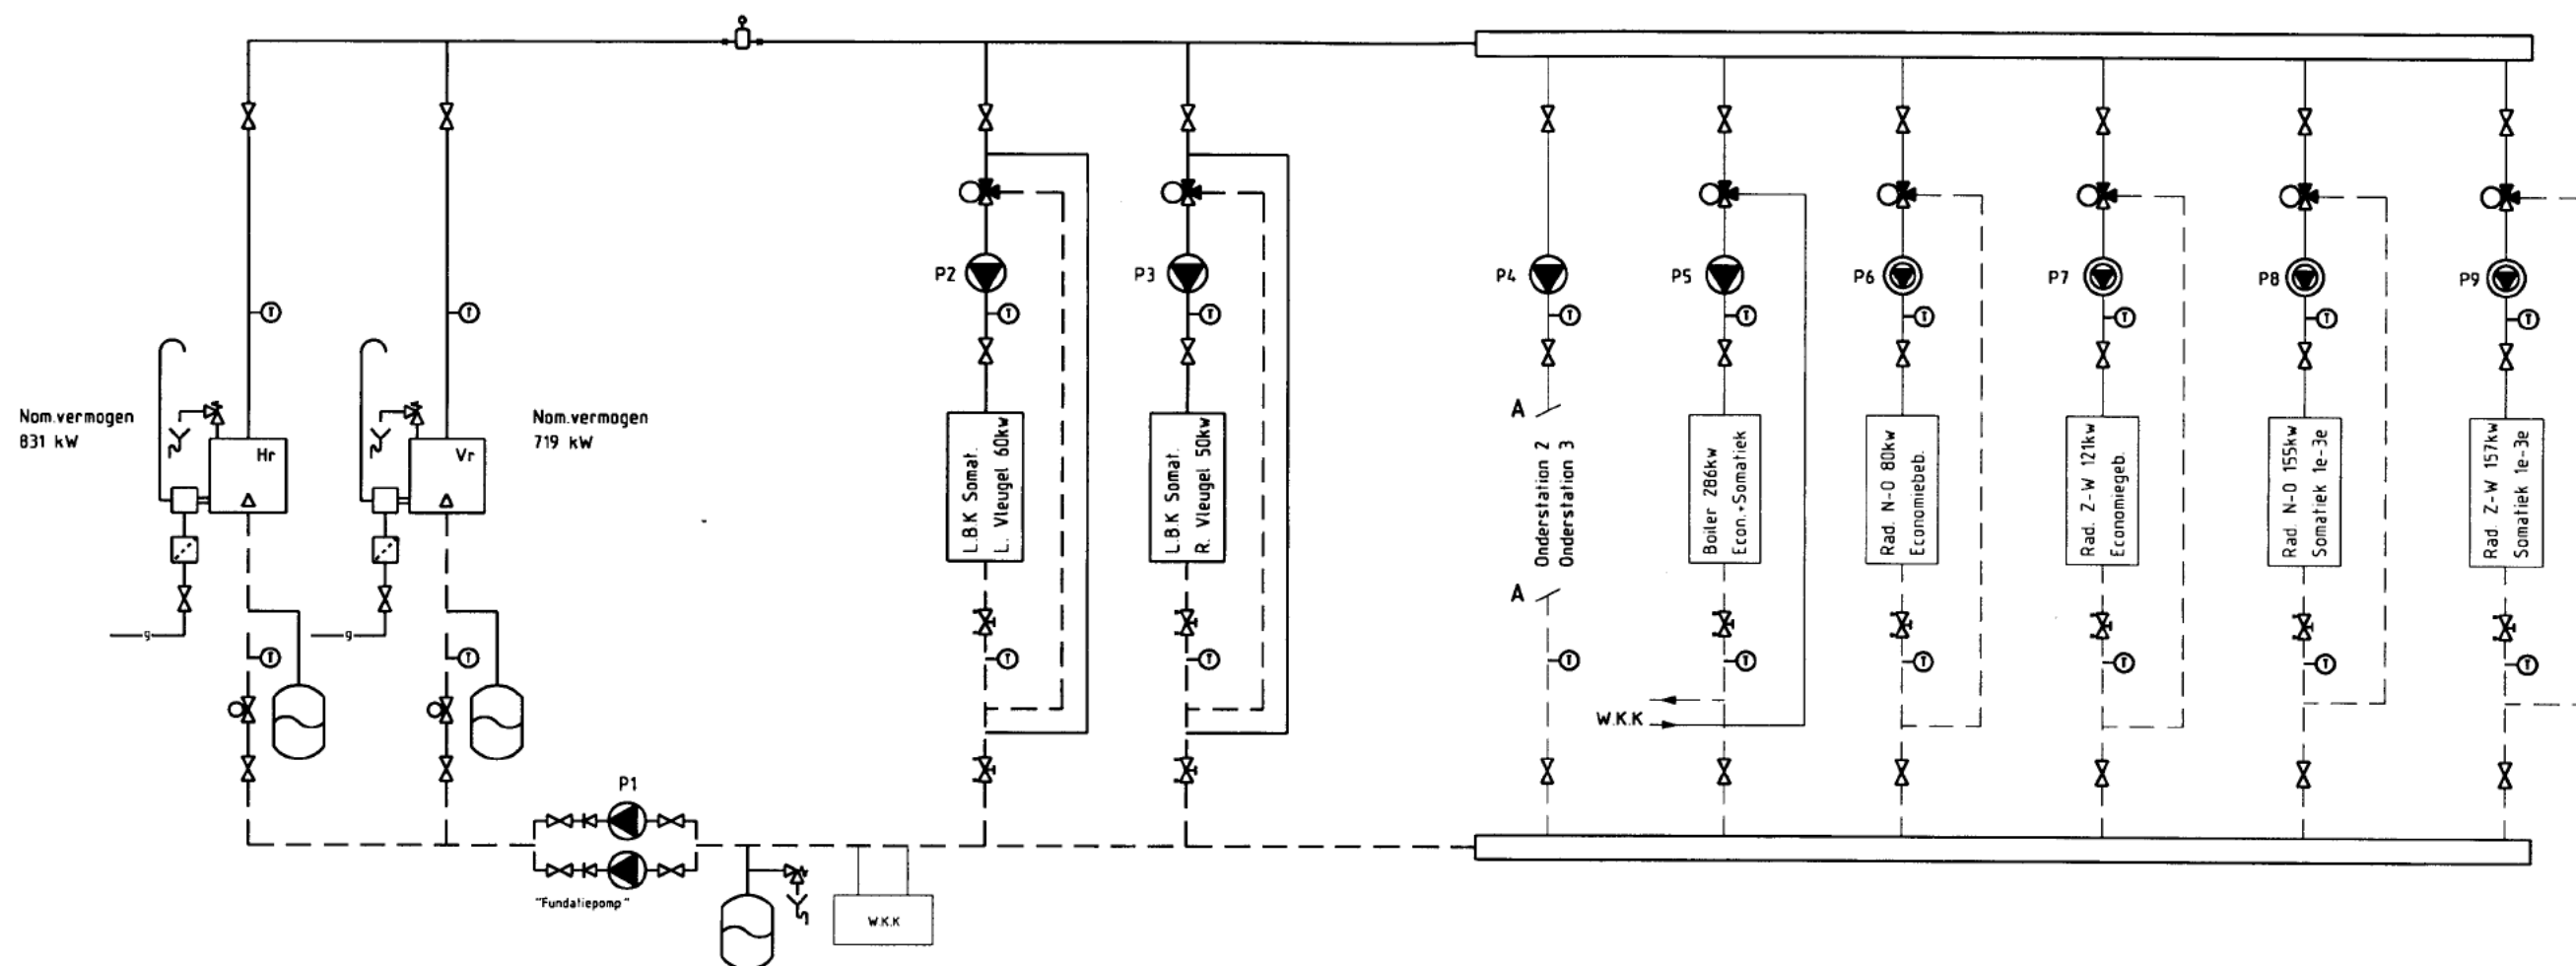 Nom.vermogen
831 kW
Hr
Nom.vermogen
719 kW
Vr
g
g
T
T
T
T
P1
"Fundatiepomp"
W.K.K
P2
T
L.B.K Somat.
L. Vleugel 60kw
T
P3
T
L.B.K Somat.
R. Vleugel 50kw
T
P4
T
A
Onderstation 2
Onderstation 3
A
T
P5
T
Boiler 286kw
Econ.+Somatiek
T
W.K.K
P6
T
Rad. N-O 80kw
Economiebeb.
T
P7
T
Rad. Z-W 121kw
Economiegeb.
T
P8
T
Rad. N-O 155kw
Somatiek 1e-3e
T
P9
T
Rad. Z-W 157kw
Somatiek 1e-3e
T